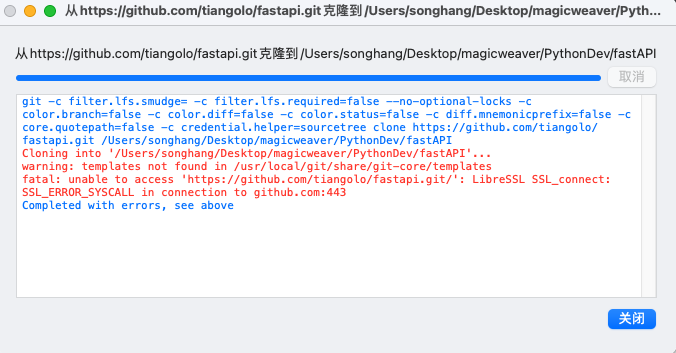 从https://github.com/tiangolo/fastapi.git克隆到/Users/songhang/Desktop/magicweaver/Pyth...
从https://github.com/tiangolo/fastapi.git克隆到/Users/songhang/Desktop/magicweaver/PythonDev/fastAPI
取消
git -c filter.lfs.smudge= -c filter.lfs.required=false --no-optional-locks -c
color.branch=false -c color.diff=false -c color.status=false -c diff.mnemonicprefix=false -c
core.quotepath=false -c credential.helper=sourcetree clone https://github.com/tiangolo/
fastapi.git /Users/songhang/Desktop/magicweaver/PythonDev/fastAPI
Cloning into '/Users/songhang/Desktop/magicweaver/PythonDev/fastAPI'...
warning: templates not found in /usr/local/git/share/git-core/templates
fatal: unable to access 'https://github.com/tiangolo/fastapi.git/': LibreSSL SSL_connect:
SSL_ERROR_SYSCALL in connection to github.com:443
Completed with errors, see above
关闭